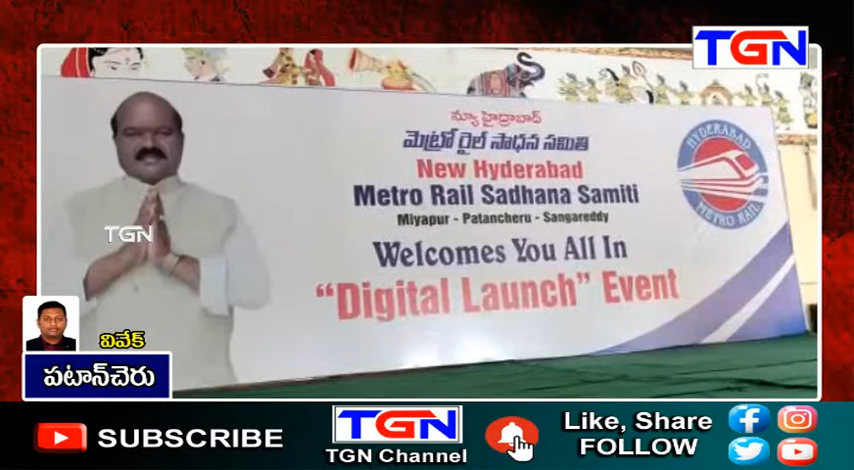 TGN
న్యూ హైద్రాబాద్
మెట్రో రైల్ సాధన సమితి
New Hyderabad
Metro Rail Sadhana Samiti
Miyapur - Patancheru - Sangareddy
Welcomes You All In
"Digital Launch" Event
HYDERABAD
METRO RAIL
TGN
వివేక్
పటాన్‌చెరు
SUBSCRIBE
TGN
TGN Channel
Like, Share
FOLLOW